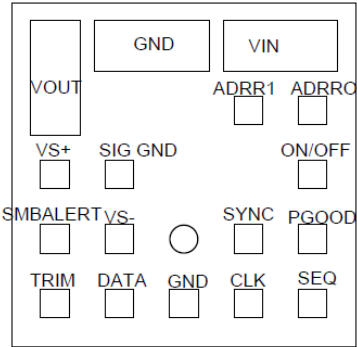 GND
VIN
VOUT
ADRR1 ADRRO
VS+ SIG GND ON/OFF
SMBALERT VS- SYNC PGOOD
TRIM DATA GND CLK SEQ